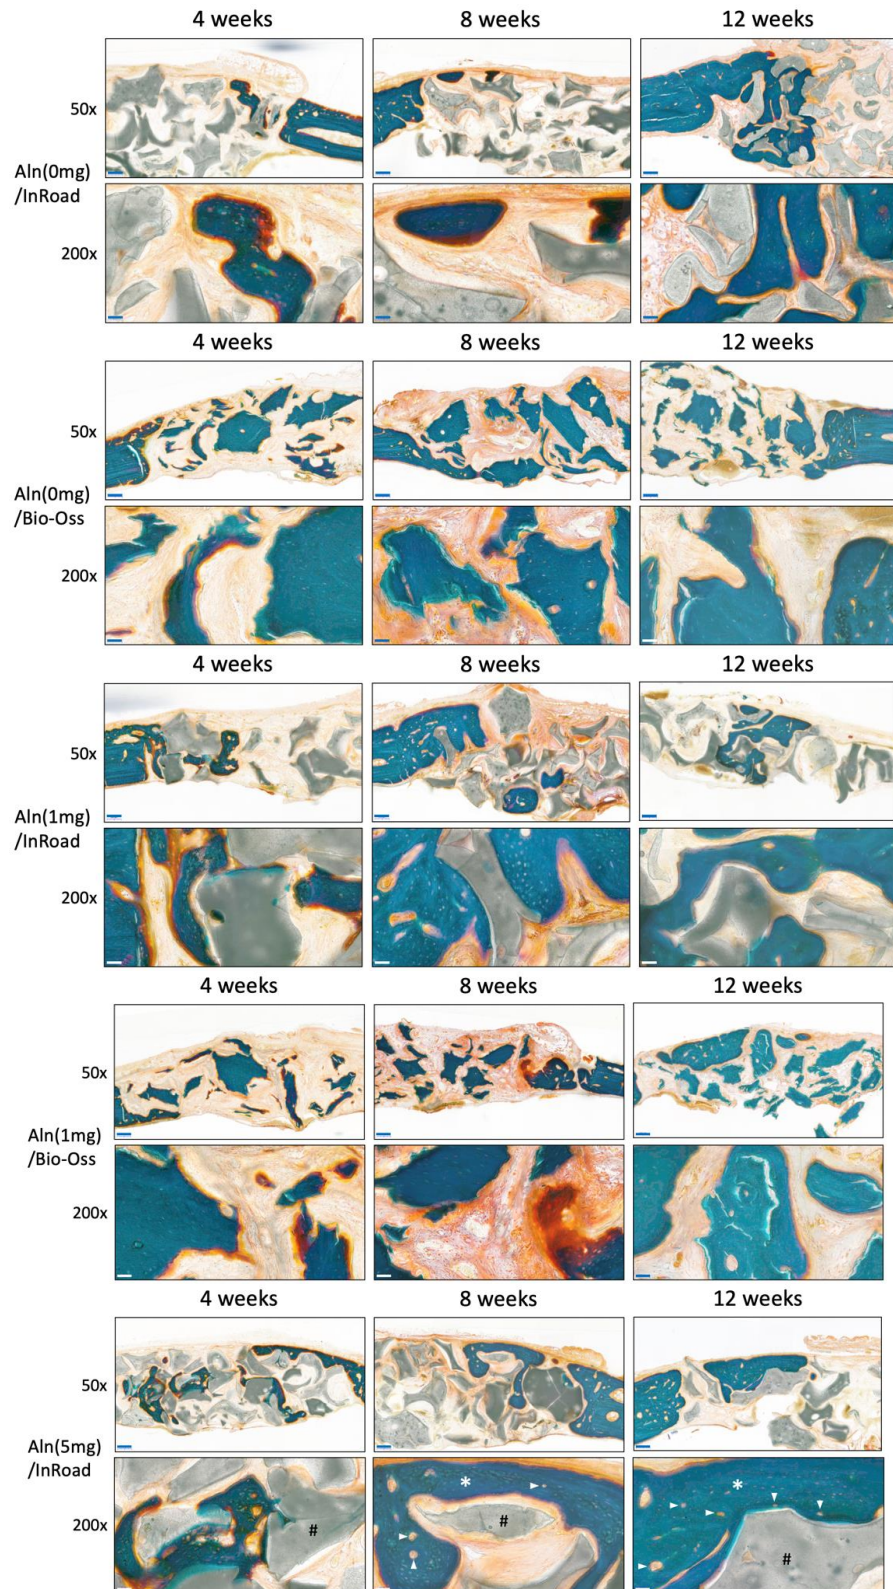 4 weeks 8 weeks 12 weeks
50x
Aln(0mg)
/InRoad
200x
4 weeks 8 weeks 12 weeks
50x
Aln(0mg)
/Bio-Oss
200x
4 weeks 8 weeks 12 weeks
50x
Aln(1mg)
/InRoad
200x
4 weeks 8 weeks 12 weeks
50x
Aln(1mg)
/Bio-Oss
200x
4 weeks 8 weeks 12 weeks
50x
Aln(5mg)
/InRoad
* *
200x # # #